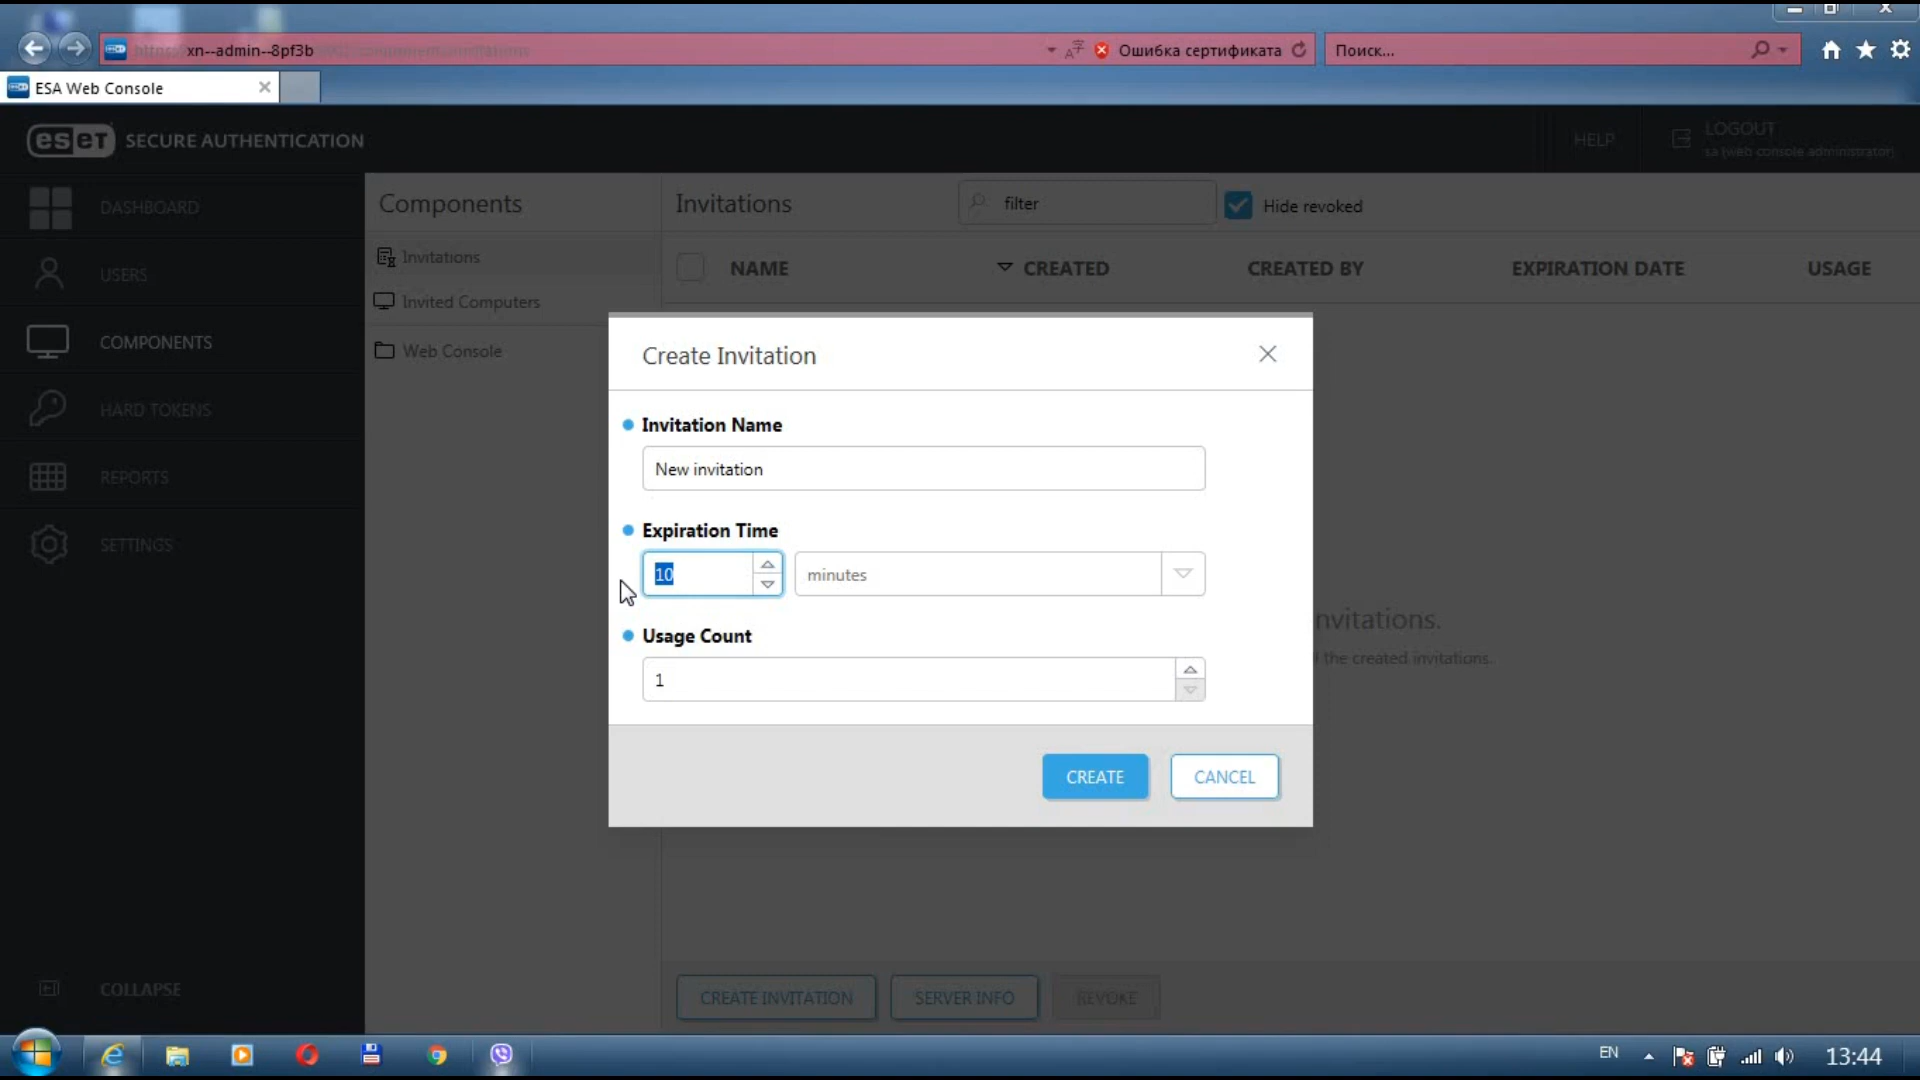 xn--admin--8pf3b
Ошибка сертификата
Поиск...
ESA Web Console
eseT SECURE AUTHENTICATION
HELP
LOGOUT
sa (web console administrator)
DASHBOARD
USERS
COMPONENTS
HARD TOKENS
REPORTS
SETTINGS
COLLAPSE
Components
Invitations
Invited Computers
Web Console
Invitations
filter
Hide revoked
NAME
CREATED
CREATED BY
EXPIRATION DATE
USAGE
nvitations.
the created invitations.
Create Invitation
Invitation Name
New invitation
Expiration Time
10
minutes
Usage Count
1
CREATE
CANCEL
CREATE INVITATION
SERVER INFO
REVOKE
EN
13:44